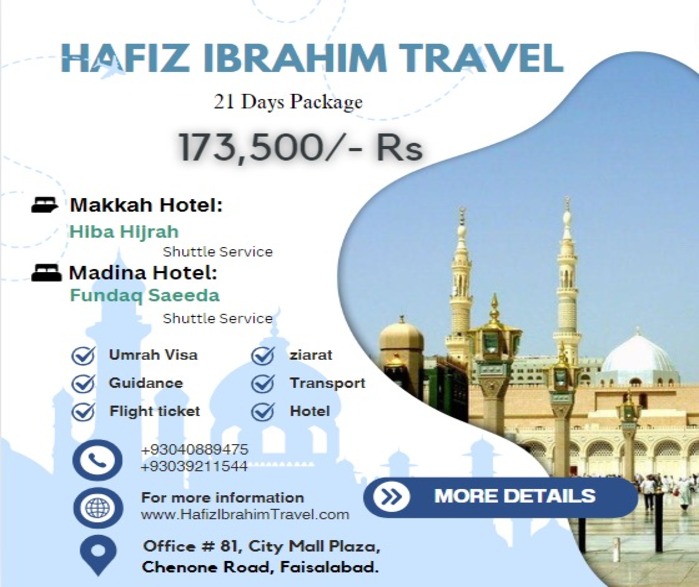 HAFIZ IBRAHIM TRAVEL
21 Days Package
173,500/- Rs
Makkah Hotel:
Hiba Hijrah
Shuttle Service
Madina Hotel:
Fundaq Saeeda
Shuttle Service
Umrah Visa
ziarat
Guidance
Transport
Flight ticket
Hotel
+93040889475
+93039211544
For more information
www.HafizIbrahimTravel.com
MORE DETAILS
Office # 81, City Mall Plaza,
Chenone Road, Faisalabad.